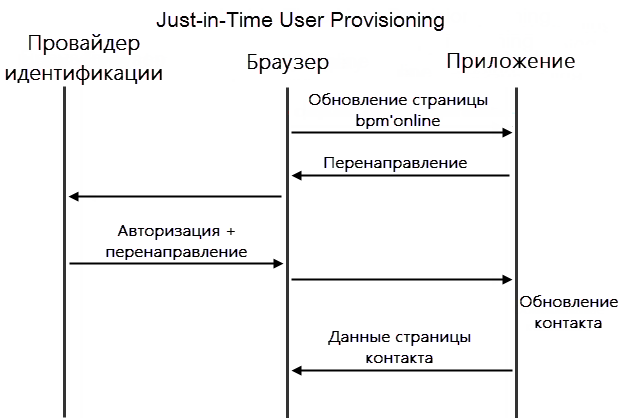 Just-in-Time User Provisioning
Провайдер
идентификации
Браузер
Приложение
Обновление страницы
bpm'online
Перенаправление
Авторизация +
перенаправление
Обновление
контакта
Данные страницы
контакта